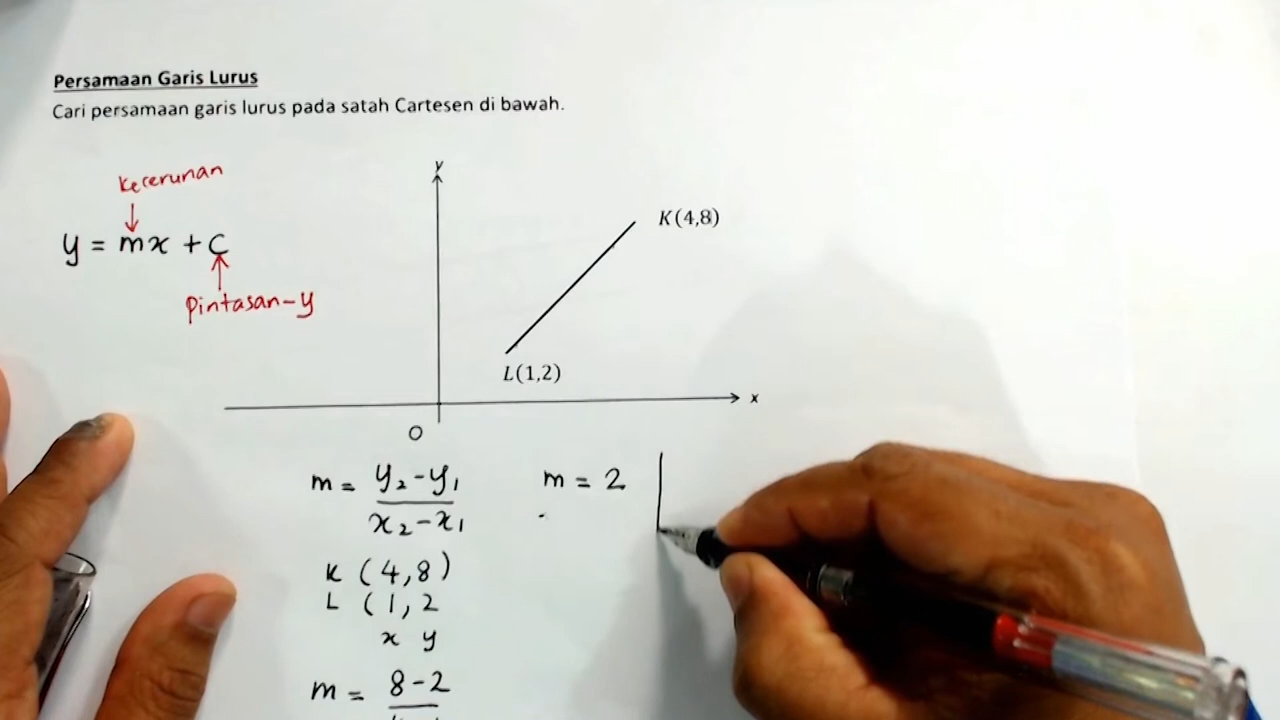 Persamaan Garis Lurus
Cari persamaan garis lurus pada satah Cartesen di bawah.
kecerunan
y = mx + c
pintasan-y
y
K(4,8)
L(1,2)
x
O
m = y₂-y₁
x₂-x₁
K (4,8)
L (1,2
x y
m = 8-2
m = 2